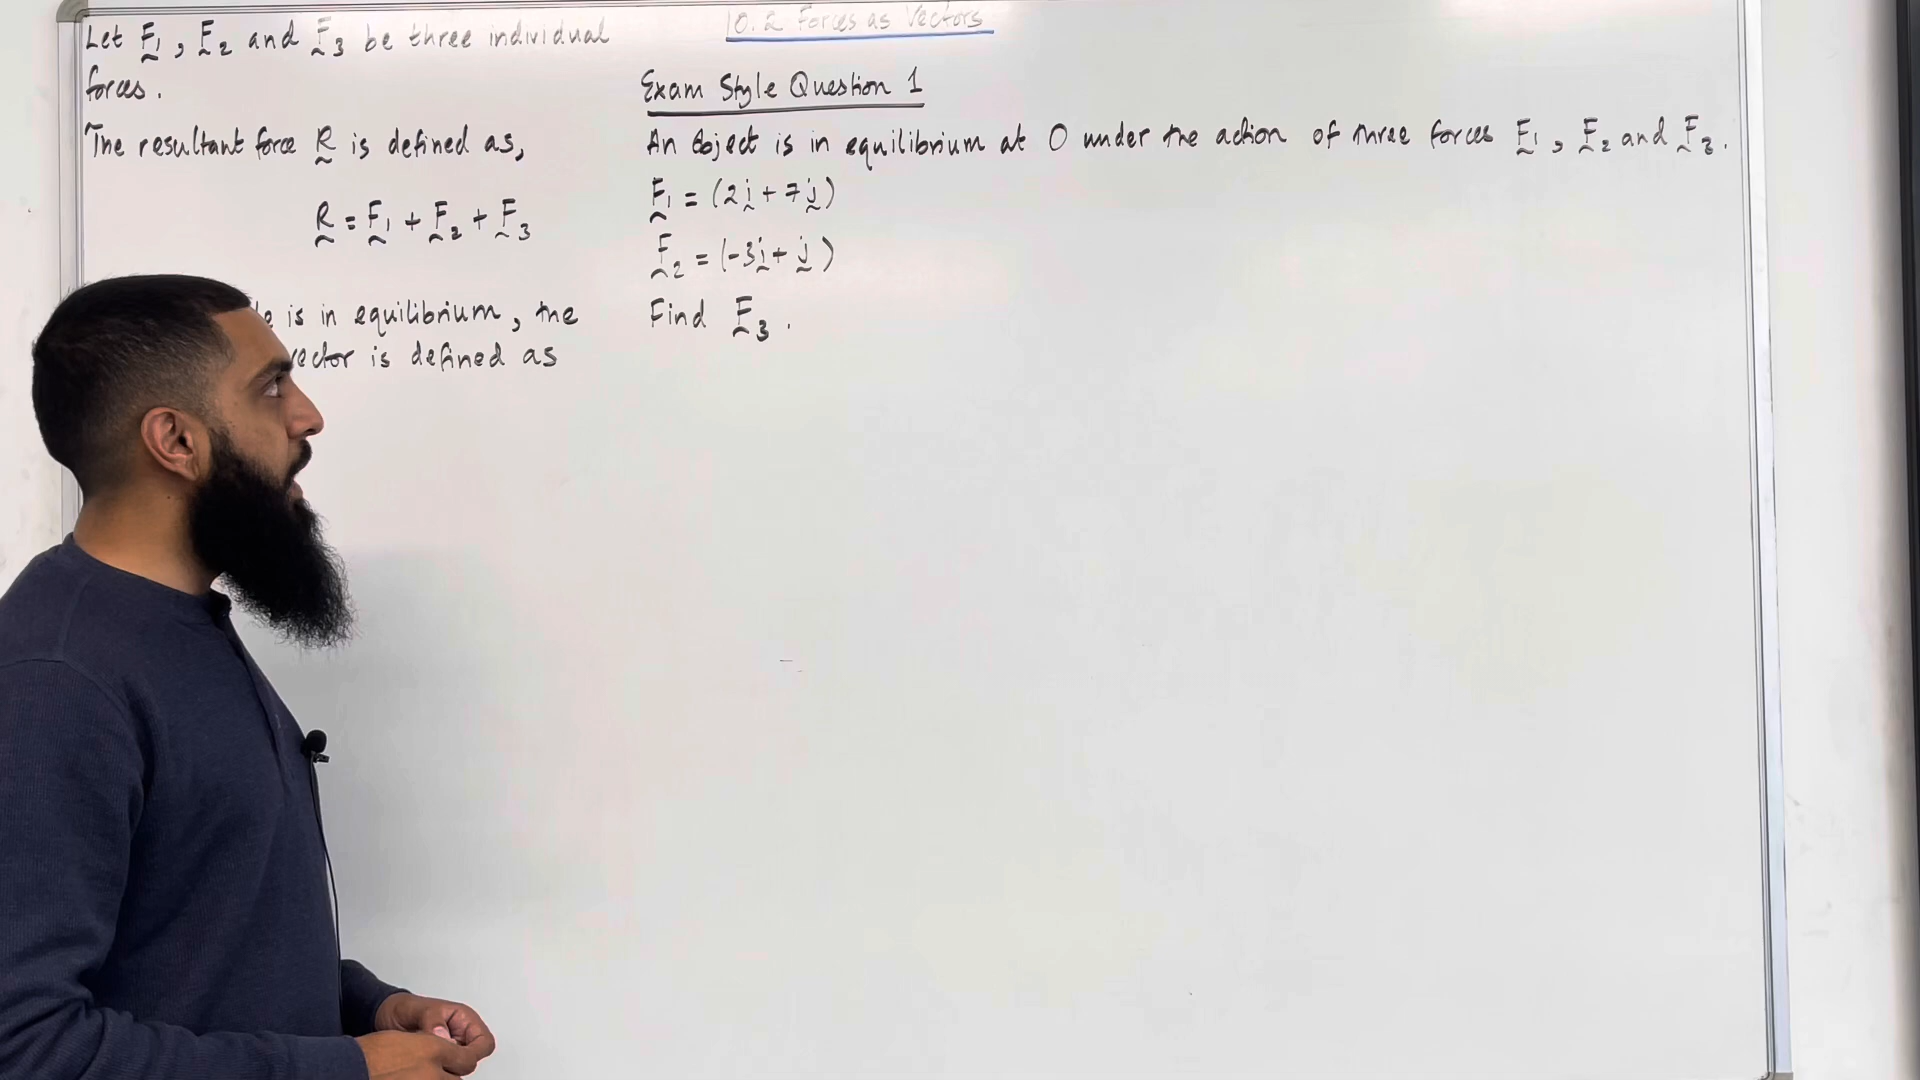 Let F1, F2 and F3 be three individual
forces.
The resultant force R is defined as,
R = F1 + F2 + F3
is in equilibrium, the
vector is defined as
10.2 Forces as Vectors
Exam Style Question 1
An object is in equilibrium at O under the action of three forces F1, F2 and F3.
F1 = (2i + 7j)
F2 = (-3i + j)
Find F3.